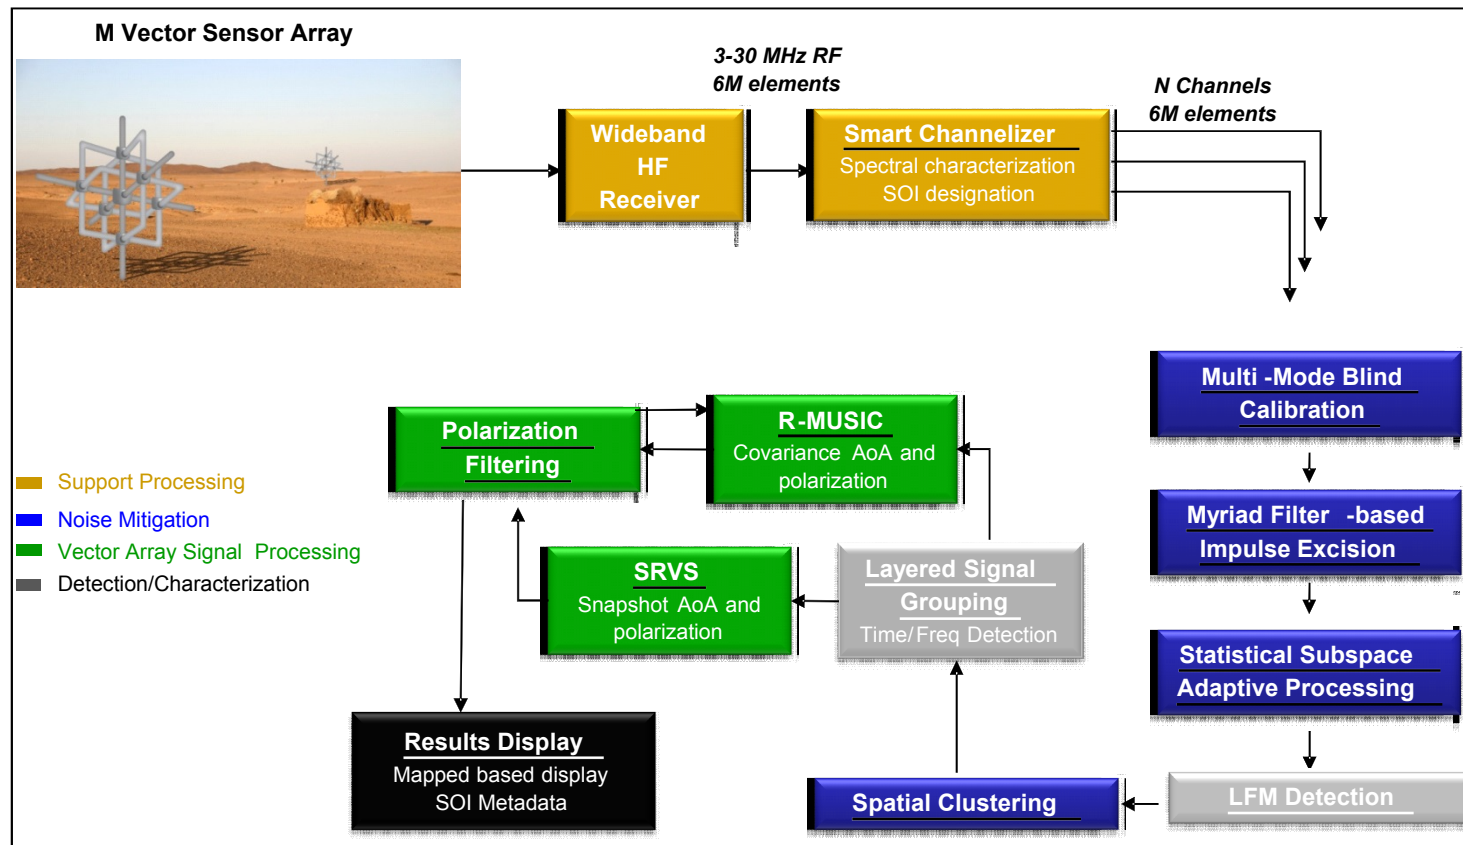 M Vector Sensor Array
3-30 MHz RF
6M elements
N Channels
6M elements
Wideband
HF
Receiver
Smart Channelizer
Spectral characterization
SOI designation
Multi -Mode Blind
Calibration
Polarization
Filtering
R-MUSIC
Covariance AoA and
polarization
Support Processing
Noise Mitigation
Vector Array Signal Processing
Detection/Characterization
Myriad Filter -based
Impulse Excision
SRVS
Snapshot AoA and
polarization
Layered Signal
Grouping
Time/Freq Detection
Statistical Subspace
Adaptive Processing
Results Display
Mapped based display
SOI Metadata
Spatial Clustering
LFM Detection